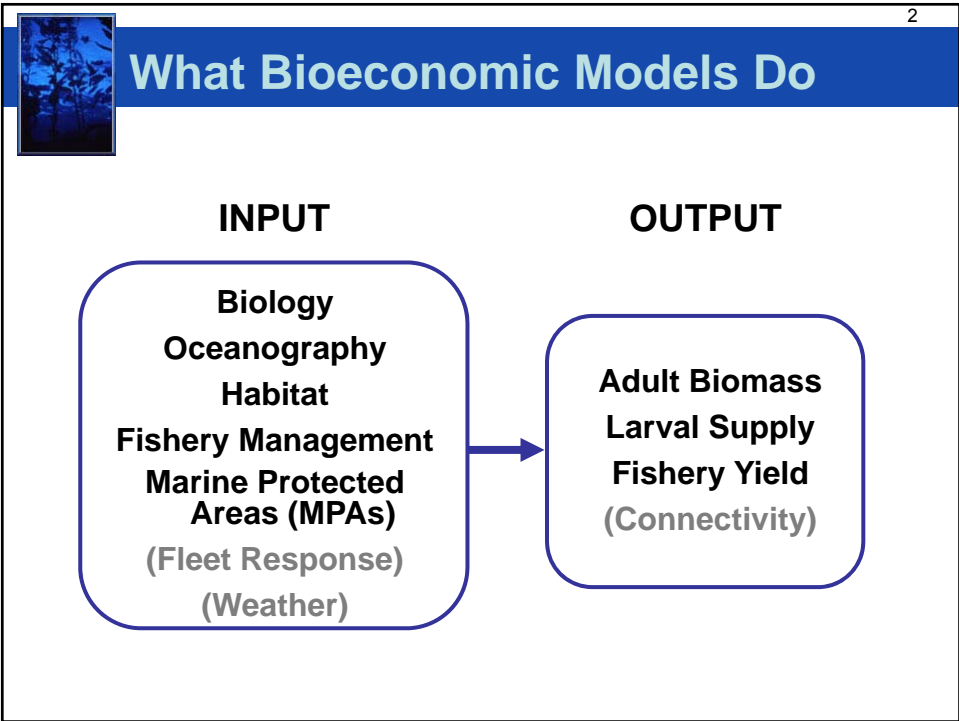 2
What Bioeconomic Models Do
INPUT
Biology
Oceanography
Habitat
Fishery Management
Marine Protected
Areas (MPAs)
(Fleet Response)
(Weather)
OUTPUT
Adult Biomass
Larval Supply
Fishery Yield
(Connectivity)